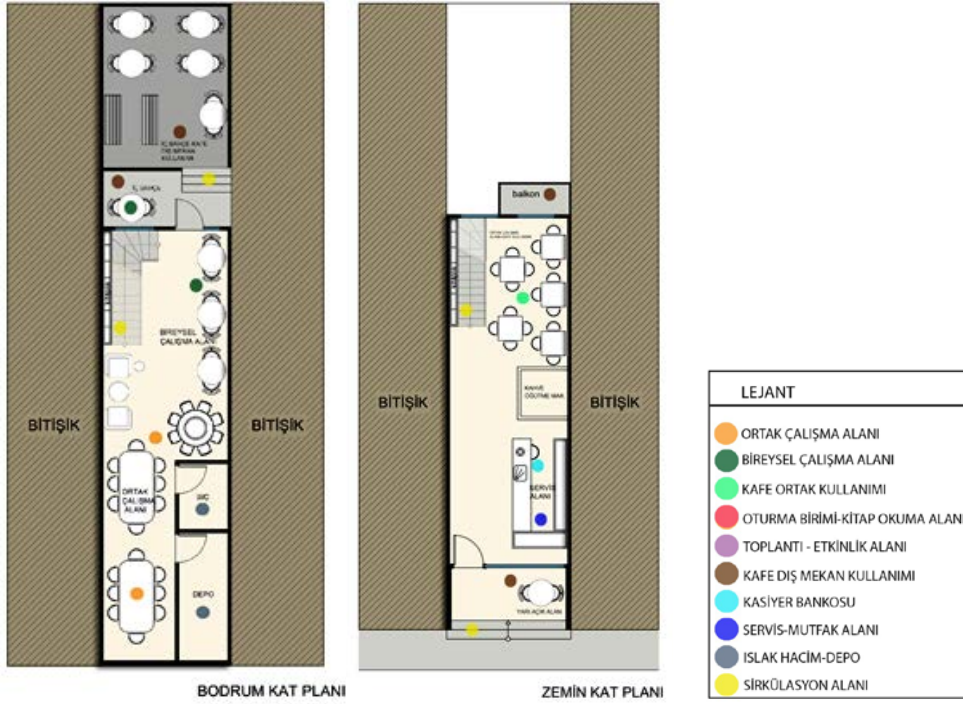 İÇ BAHÇE
BİREYSEL
ÇALIŞMA ALANI
BİTİŞİK
BİTİŞİK
ORTAK
ÇALIŞMA
ALANI
WC
DEPO
BODRUM KAT PLANI
balkon
BİTİŞİK
BİTİŞİK
KAHVE
SERVİS
ALANI
YARI AÇIK ALAN
ZEMİN KAT PLANI
LEJANT
ORTAK ÇALIŞMA ALANI
BİREYSEL ÇALIŞMA ALANI
KAFE ORTAK KULLANIMI
OTURMA BİRİMİ-KİTAP OKUMA ALANI
TOPLANTI - ETKİNLİK ALANI
KAFE DIŞ MEKAN KULLANIMI
KASİYER BANKOSU
SERVİS-MUTFAK ALANI
ISLAK HACİM-DEPO
SİRKÜLASYON ALANI